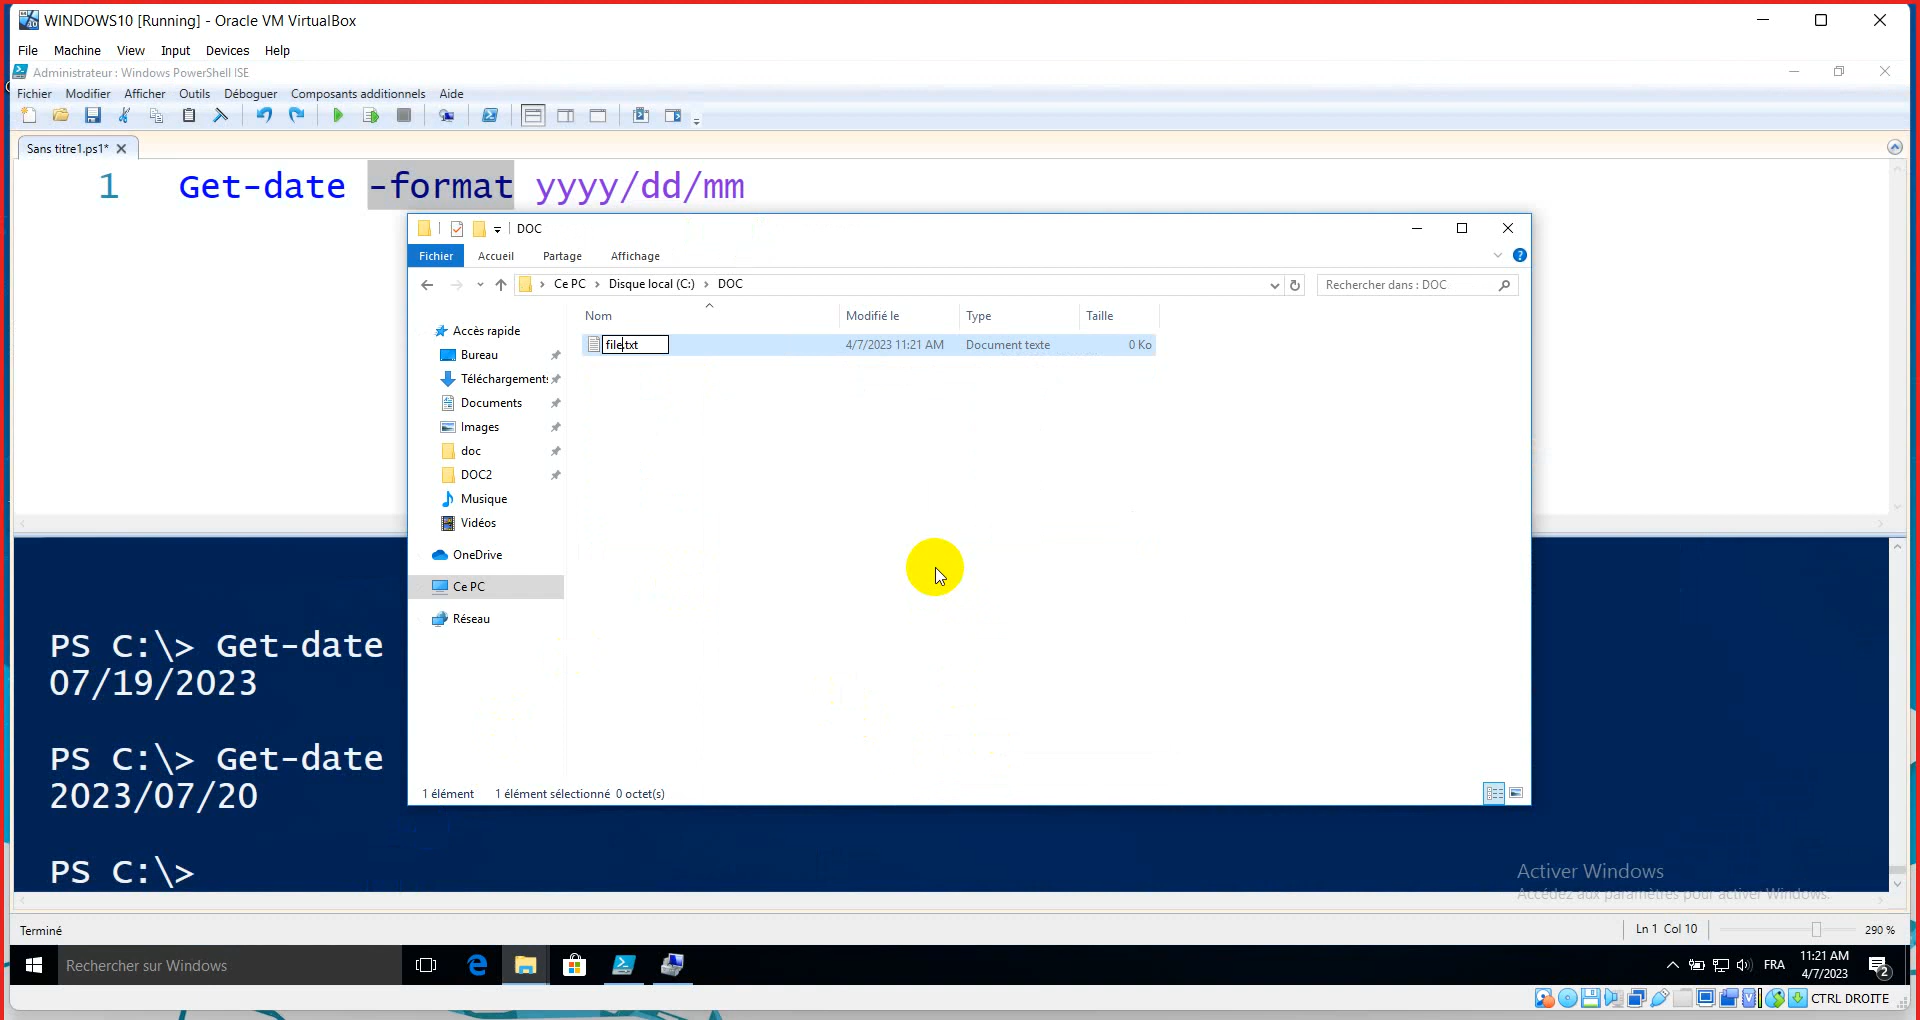 WINDOWS10 [Running] - Oracle VM VirtualBox
File Machine View Input Devices Help
Administrateur : Windows PowerShell ISE
Fichier Modifier Afficher Outils Déboguer Composants additionnels Aide
Sans titre1.ps1*
1 Get-date -format yyyy/dd/mm
DOC
Fichier Accueil Partage Affichage
Ce PC > Disque local (C:) > DOC
Rechercher dans : DOC
Nom Modifié le Type Taille
file.txt 4/7/2023 11:21 AM Document texte 0 Ko
Accès rapide
Bureau
Téléchargements
Documents
Images
doc
DOC2
Musique
Vidéos
OneDrive
Ce PC
Réseau
1 élément 1 élément sélectionné 0 octet(s)
PS C:\> Get-date
07/19/2023
PS C:\> Get-date
2023/07/20
PS C:\>
Activer Windows
Accédez aux paramètres pour activer Windows.
Terminé
Ln 1 Col 10
290 %
Rechercher sur Windows
FRA
11:21 AM
4/7/2023
2
CTRL DROITE